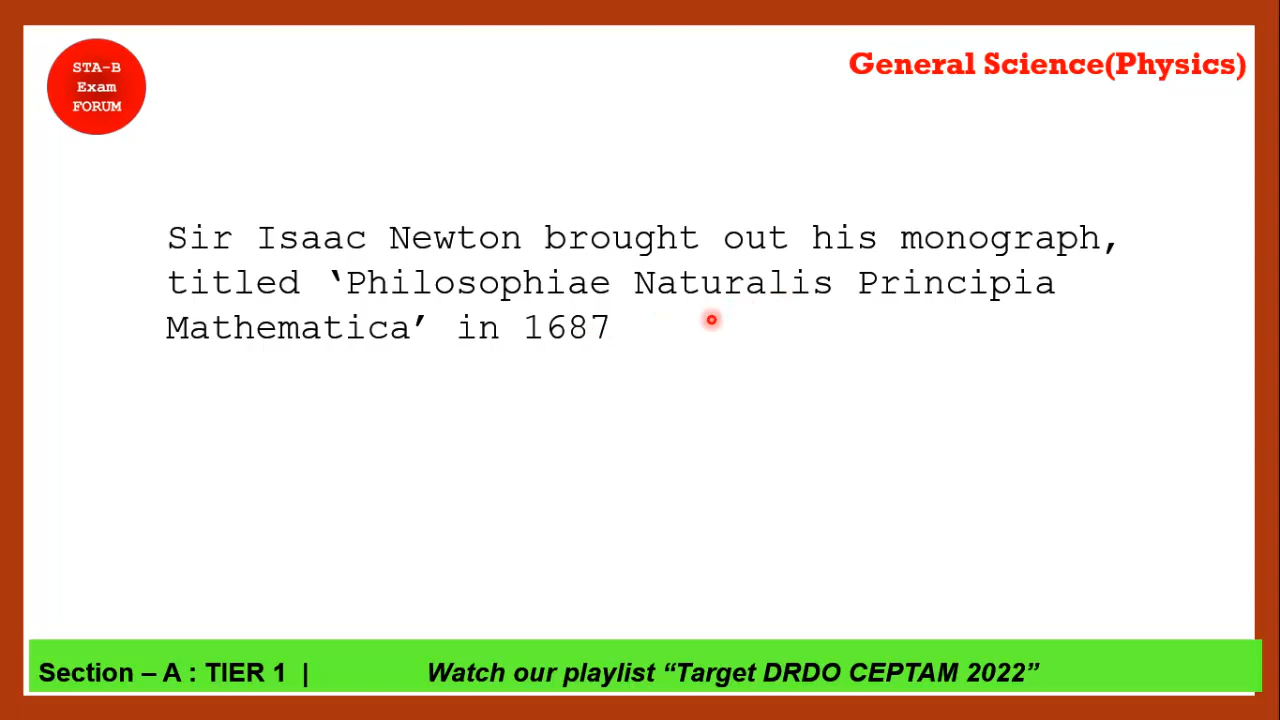 STA-B
Exam
FORUM
General Science(Physics)
Sir Isaac Newton brought out his monograph,
titled ‘Philosophiae Naturalis Principia
Mathematica’ in 1687
Section – A : TIER 1 | Watch our playlist “Target DRDO CEPTAM 2022”